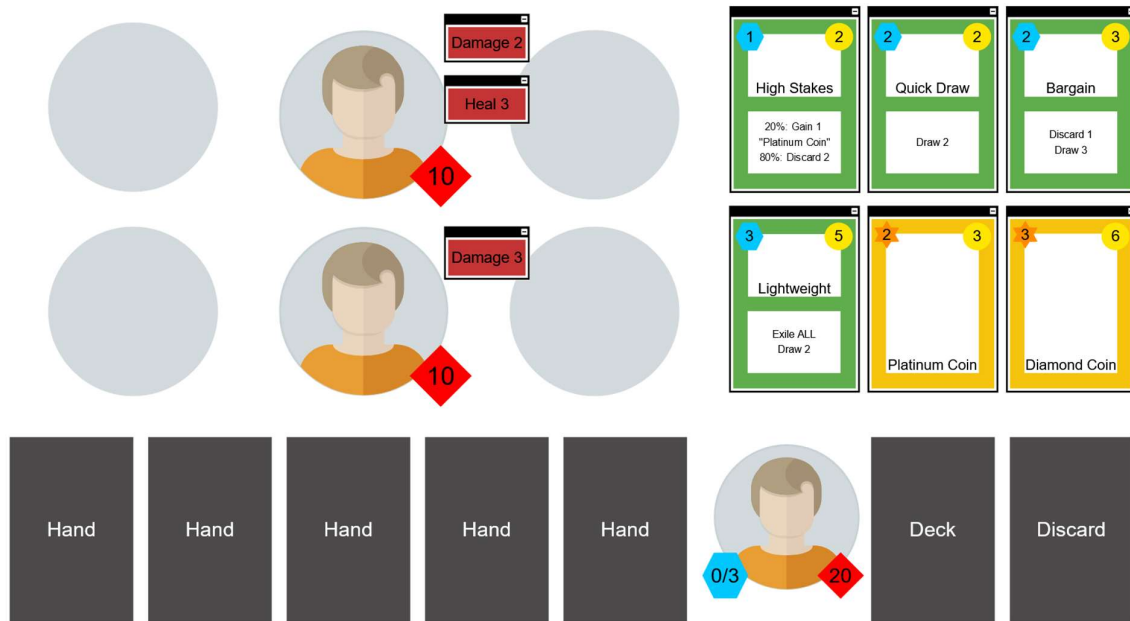 Damage 2
Heal 3
10
Damage 3
10
1
2
High Stakes
20%: Gain 1
"Platinum Coin"
80%: Discard 2
2
2
Quick Draw
Draw 2
2
3
Bargain
Discard 1
Draw 3
3
5
Lightweight
Exile ALL
Draw 2
2
3
Platinum Coin
3
6
Diamond Coin
Hand
Hand
Hand
Hand
Hand
0/3
20
Deck
Discard